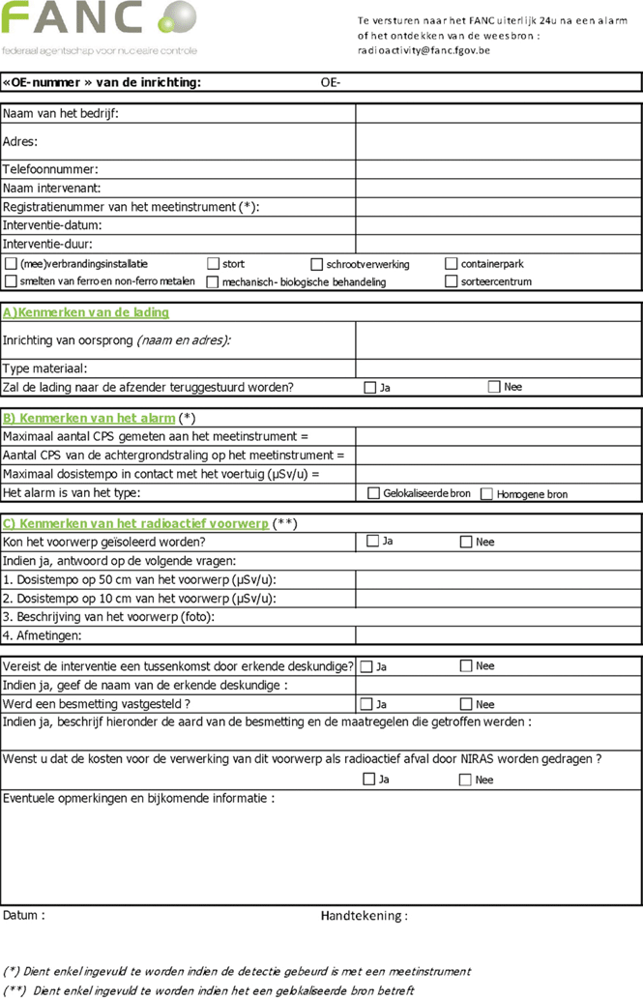 FANC
federaal agentschap voor nucleaire controle
Te versturen naar het FANC uiterlijk 24u na een alarm
of het ontdekken van de weesbron :
radioactivity@fanc.fgov.be
«OE-nummer » van de inrichting: OE-
Naam van het bedrijf:
Adres:
Telefoonnummer:
Naam intervenant:
Registratienummer van het meetinstrument (*):
Interventie-datum:
Interventie-duur:
(mee)verbrandingsinstallatie stort schrootverwerking containerpark
smelten van ferro en non-ferro metalen mechanisch- biologische behandeling sorteercentrum
A)Kenmerken van de lading
Inrichting van oorsprong (naam en adres):
Type materiaal:
Zal de lading naar de afzender teruggestuurd worden? Ja Nee
B) Kenmerken van het alarm (*)
Maximaal aantal CPS gemeten aan het meetinstrument =
Aantal CPS van de achtergrondstraling op het meetinstrument =
Maximaal dosistempo in contact met het voertuig (µSv/u) =
Het alarm is van het type: Gelokaliseerde bron Homogene bron
C) Kenmerken van het radioactief voorwerp (**)
Kon het voorwerp geïsoleerd worden? Ja Nee
Indien ja, antwoord op de volgende vragen:
1. Dosistempo op 50 cm van het voorwerp (µSv/u):
2. Dosistempo op 10 cm van het voorwerp (µSv/u):
3. Beschrijving van het voorwerp (foto):
4. Afmetingen:
Vereist de interventie een tussenkomst door erkende deskundige? Ja Nee
Indien ja, geef de naam van de erkende deskundige :
Werd een besmetting vastgesteld ? Ja Nee
Indien ja, beschrijf hieronder de aard van de besmetting en de maatregelen die getroffen werden :
Wenst u dat de kosten voor de verwerking van dit voorwerp als radioactief afval door NIRAS worden gedragen ?
Ja Nee
Eventuele opmerkingen en bijkomende informatie :
Datum : Handtekening :
(*) Dient enkel ingevuld te worden indien de detectie gebeurd is met een meetinstrument
(**) Dient enkel ingevuld te worden indien het een gelokaliseerde bron betreft